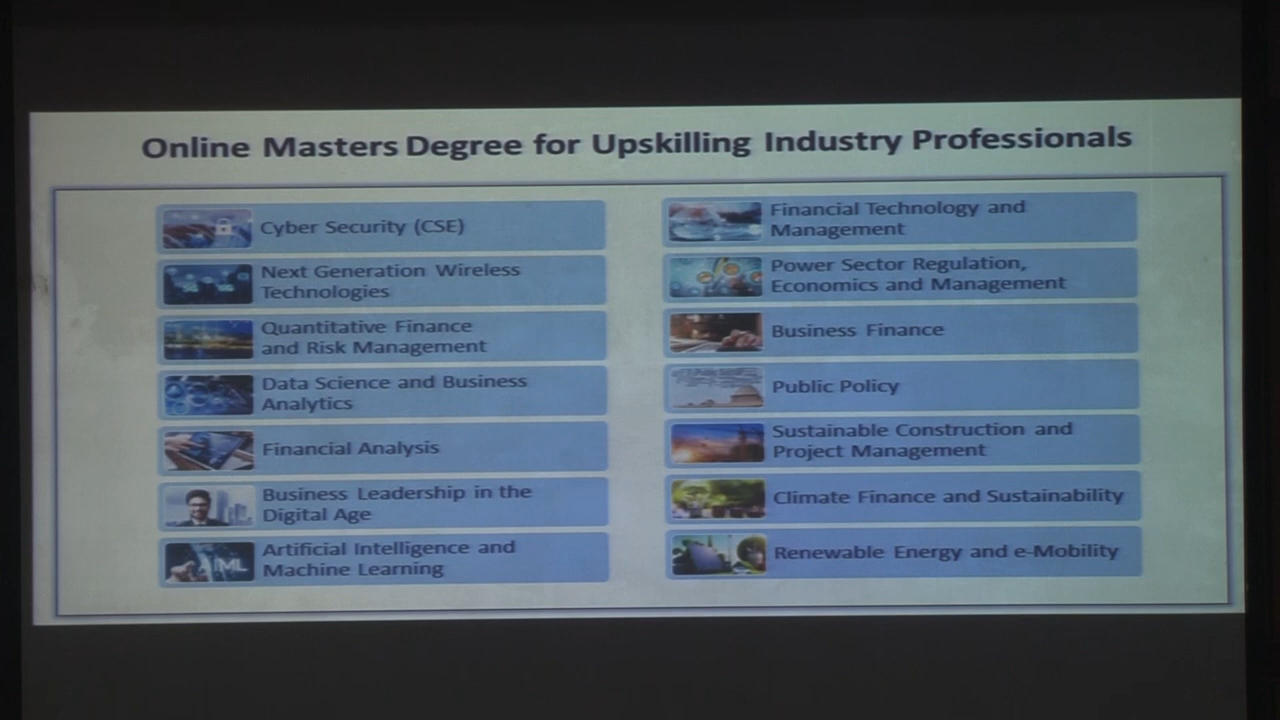 Online Masters Degree for Upskilling Industry Professionals
Cyber Security (CSE)
Next Generation Wireless
Technologies
Quantitative Finance
and Risk Management
Data Science and Business
Analytics
Financial Analysis
Business Leadership in the
Digital Age
Artificial Intelligence and
Machine Learning
Financial Technology and
Management
Power Sector Regulation,
Economics and Management
Business Finance
Public Policy
Sustainable Construction and
Project Management
Climate Finance and Sustainability
Renewable Energy and e-Mobility